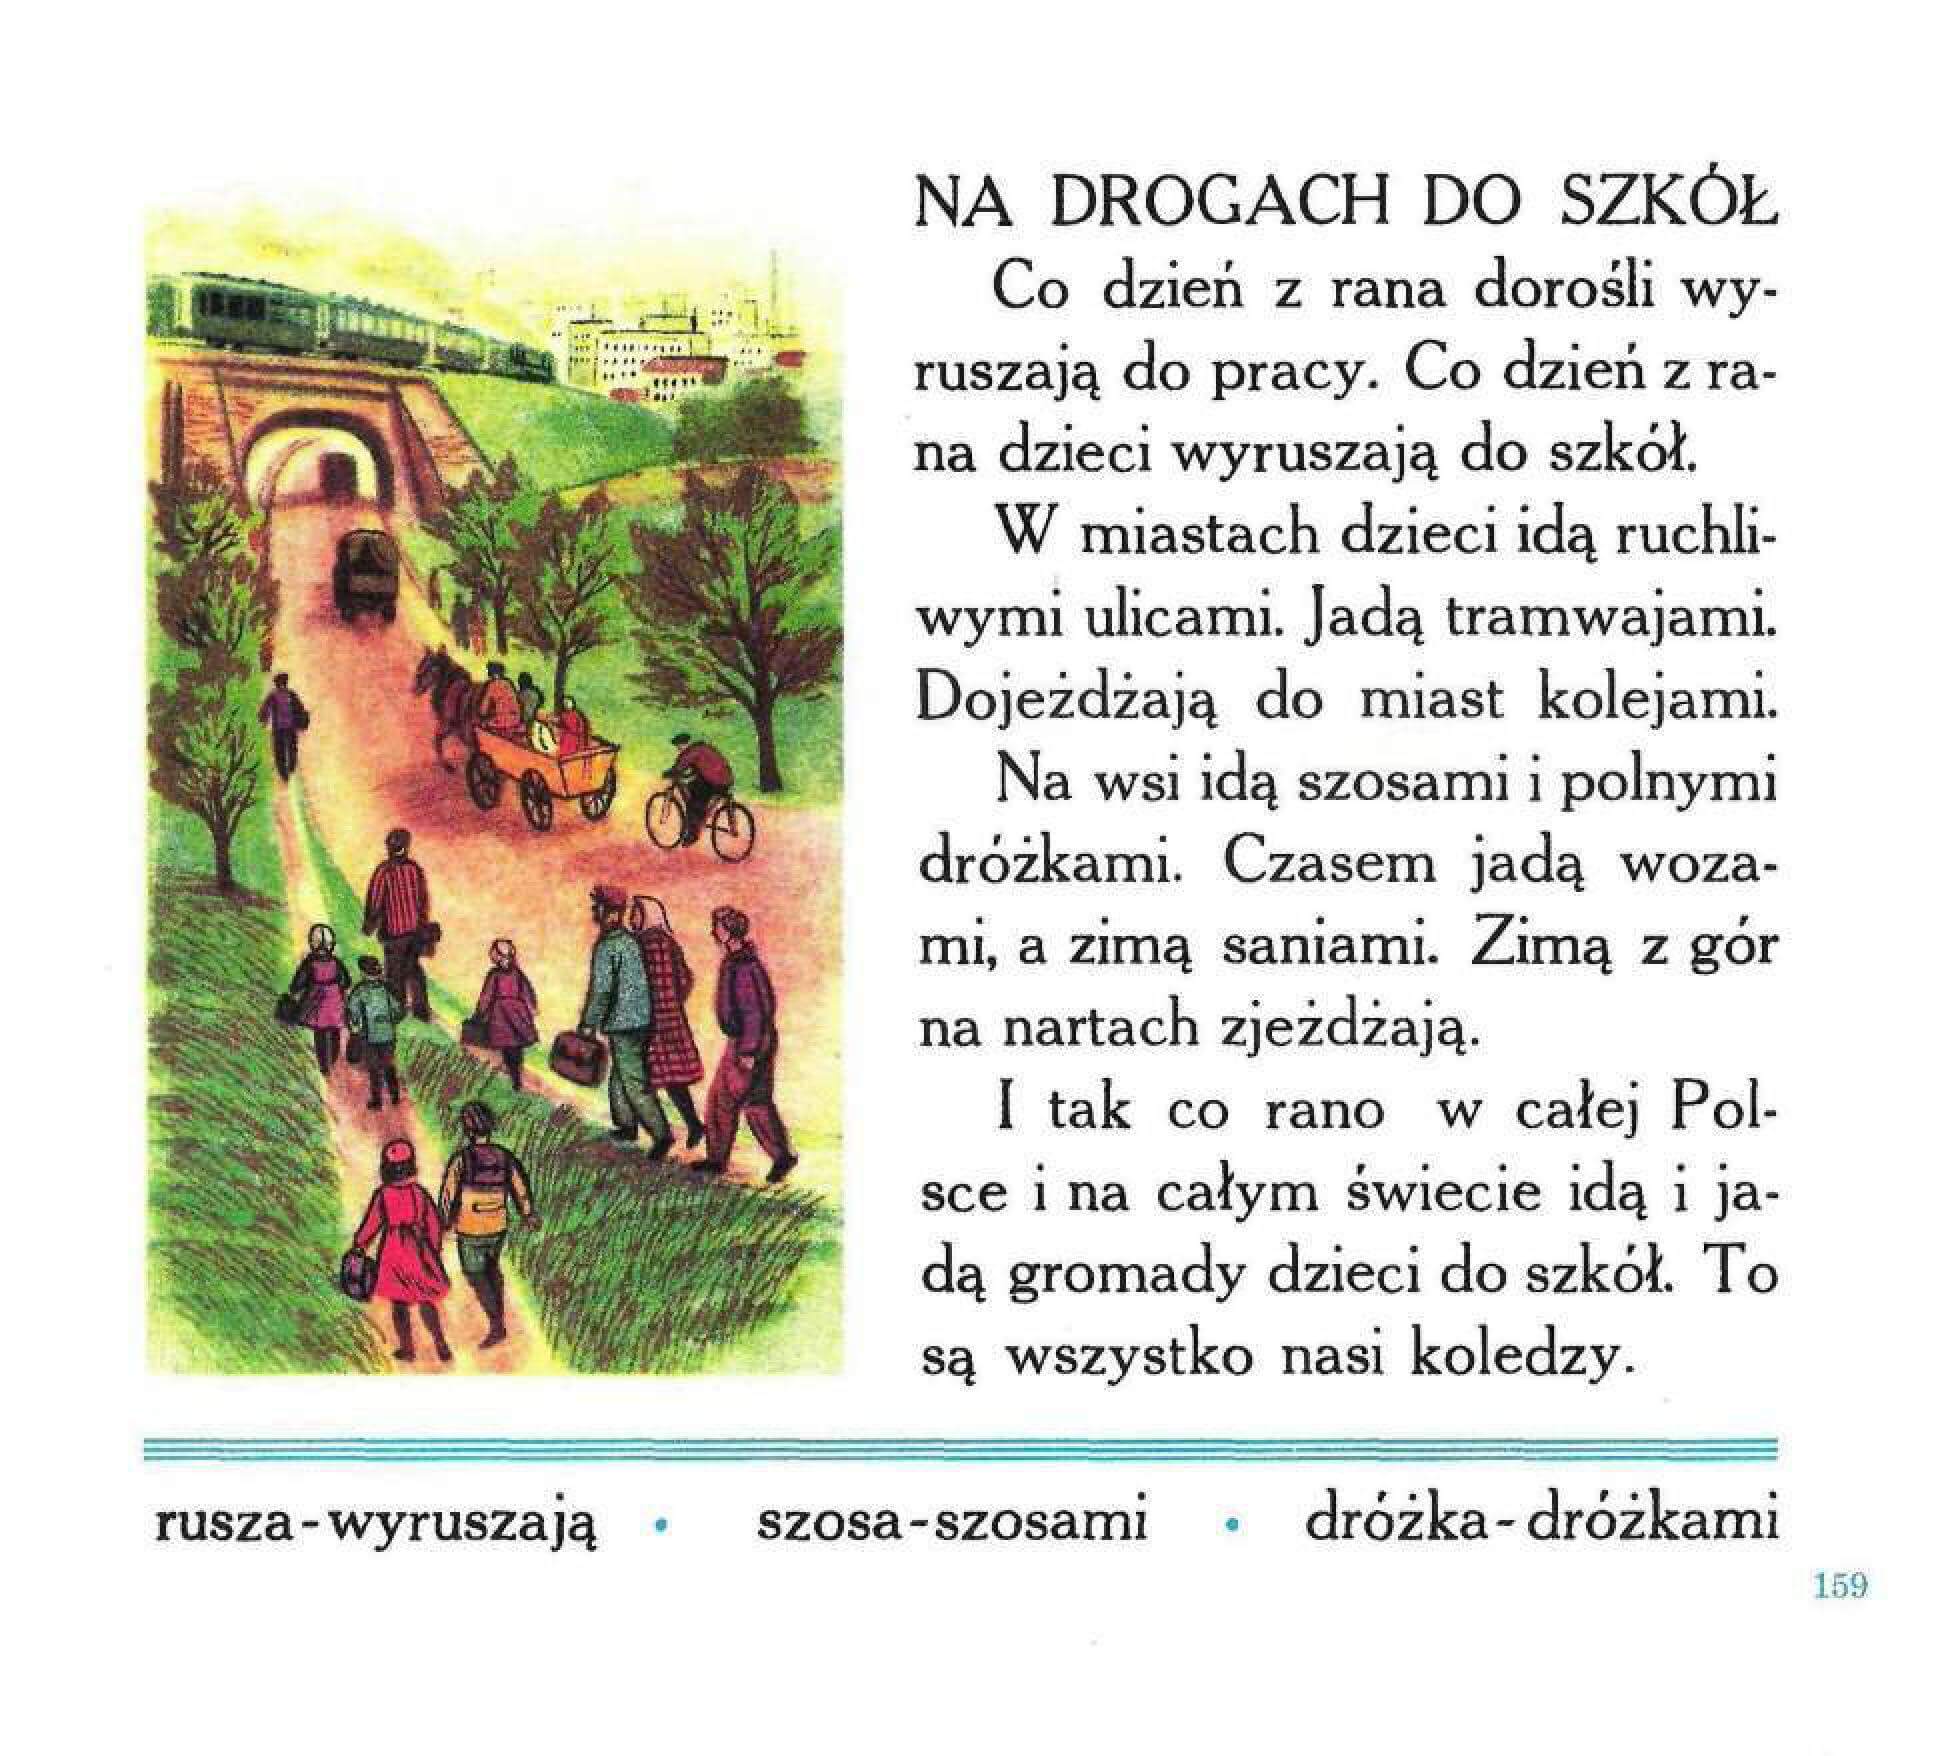 NA DROGACH DO SZKÓŁ
Co dzień z rana dorośli wy-
ruszają do pracy. Co dzień z ra-
na dzieci wyruszają do szkół.
W miastach dzieci idą ruchli-
wymi ulicami. Jadą tramwajami.
Dojeżdżają do miast kolejami.
Na wsi idą szosami i polnymi
dróżkami. Czasem jadą woza-
mi, a zimą saniami. Zimą z gór
na nartach zjeżdżają.
I tak co rano w całej Pol-
sce i na całym świecie idą i ja-
dą gromady dzieci do szkół. To
są wszystko nasi koledzy.
rusza-wyruszają • szosa-szosami • dróżka-dróżkami
159